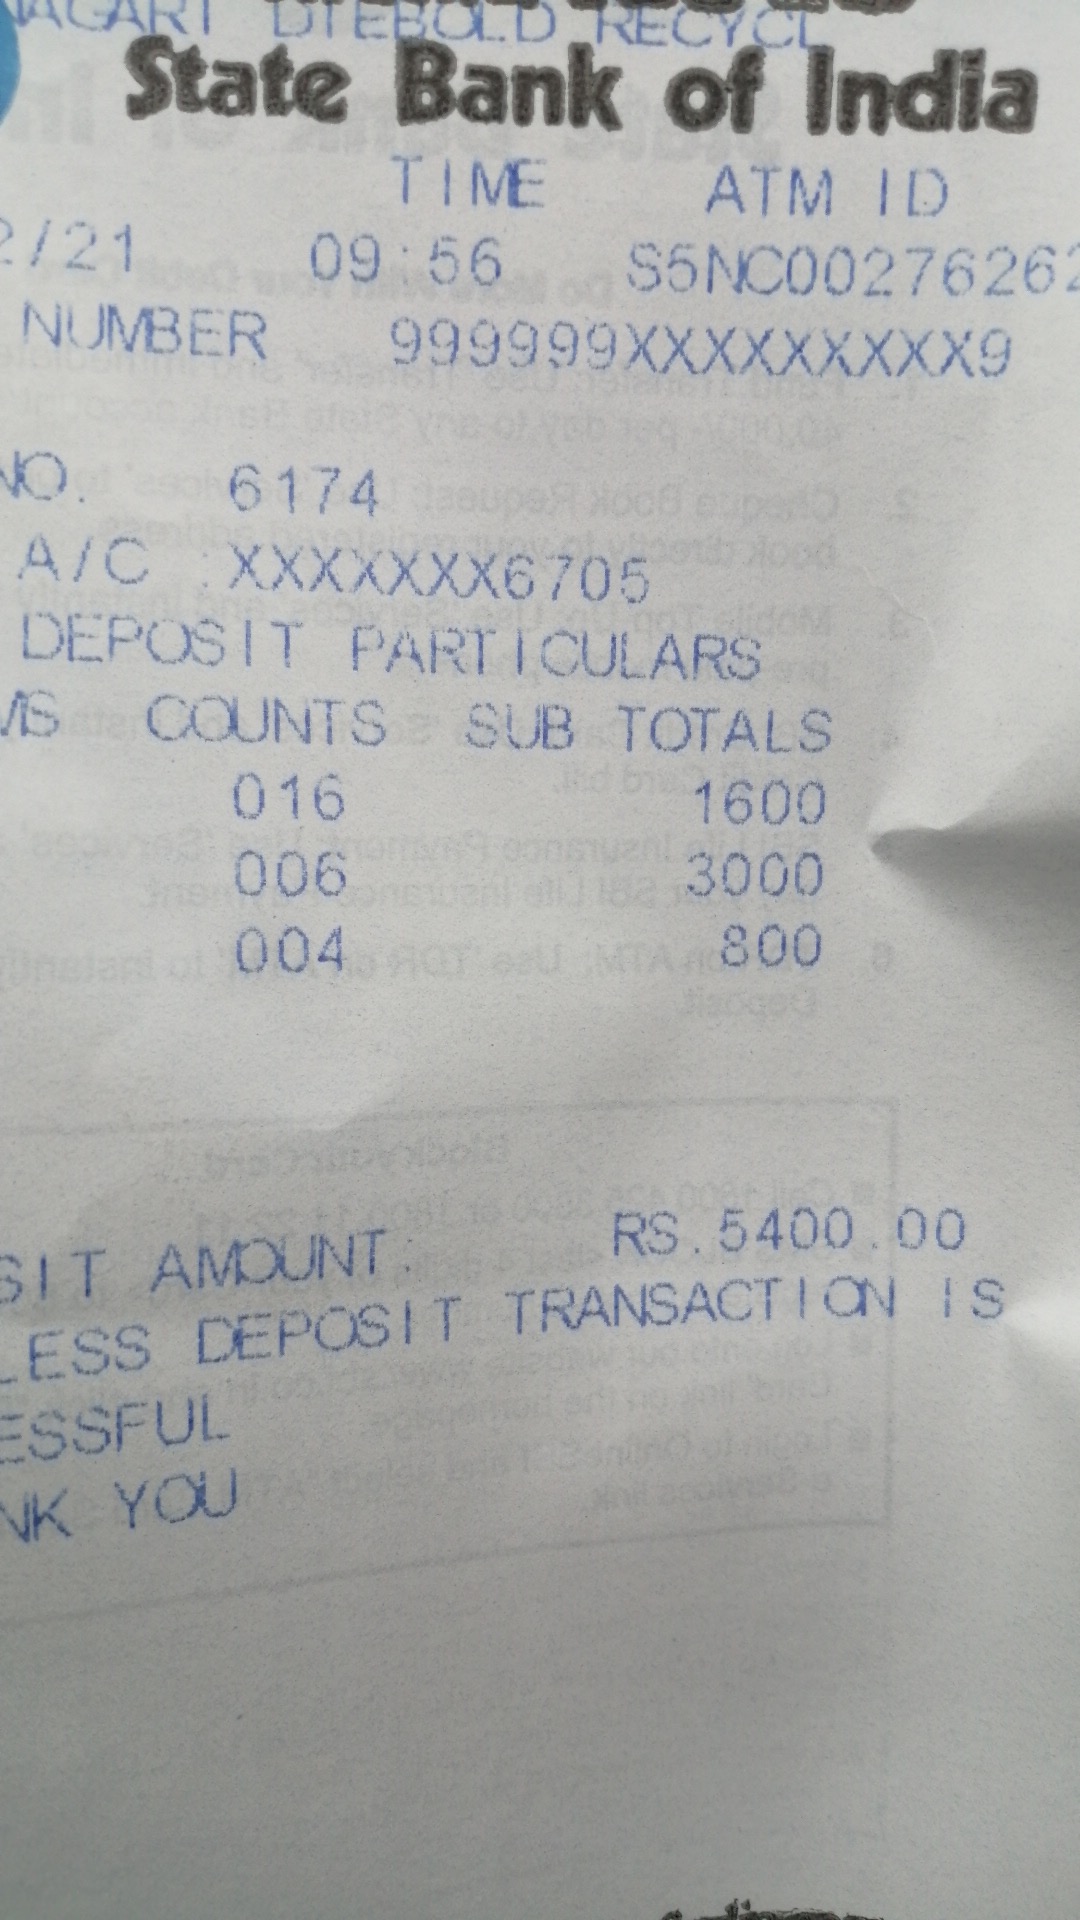 NAGART DIEBOLD RECYCL
State Bank of India
TIME ATM ID
2/21 09:56 S5NC00276262
NUMBER 999999XXXXXXXXX9
NO. 6174
A/C .XXXXXXX6705
DEPOSIT PARTICULARS
MS COUNTS SUB TOTALS
016 1600
006 3000
004 800
SIT AMOUNT. RS.5400.00
LESS DEPOSIT TRANSACTION IS
ESSFUL
NK YOU